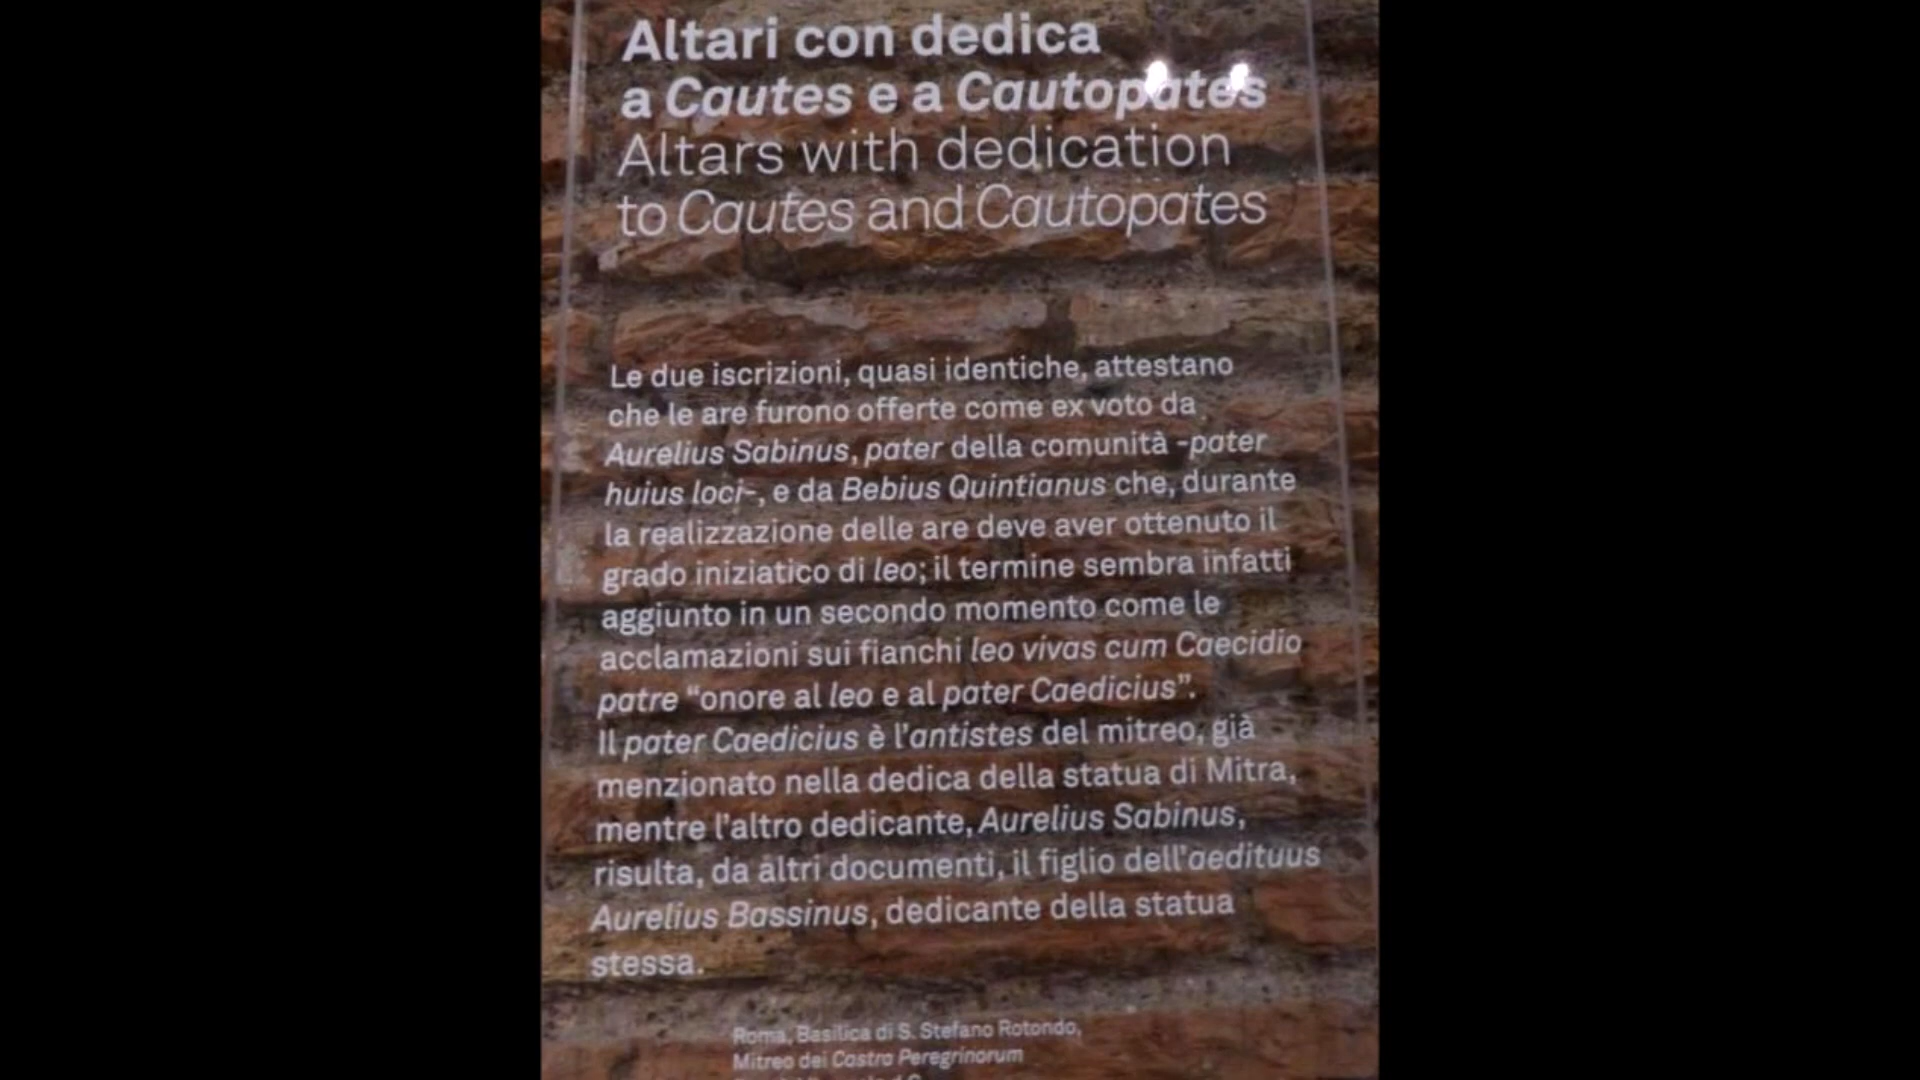 Altari con dedica
a Cautes e a Cautopates
Altars with dedication
to Cautes and Cautopates
Le due iscrizioni, quasi identiche, attestano
che le are furono offerte come ex voto da
Aurelius Sabinus, pater della comunità -pater
huius loci-, e da Bebius Quintianus che, durante
la realizzazione delle are deve aver ottenuto il
grado iniziatico di leo; il termine sembra infatti
aggiunto in un secondo momento come le
acclamazioni sui fianchi leo vivas cum Caecidio
patre “onore al leo e al pater Caedicius”.
Il pater Caedicius è l’antistes del mitreo, già
menzionato nella dedica della statua di Mitra,
mentre l’altro dedicante, Aurelius Sabinus,
risulta, da altri documenti, il figlio dell’aedituus
Aurelius Bassinus, dedicante della statua
stessa.
Roma, Basilica di S. Stefano Rotondo,
Mitreo dei Castra Peregrinorum